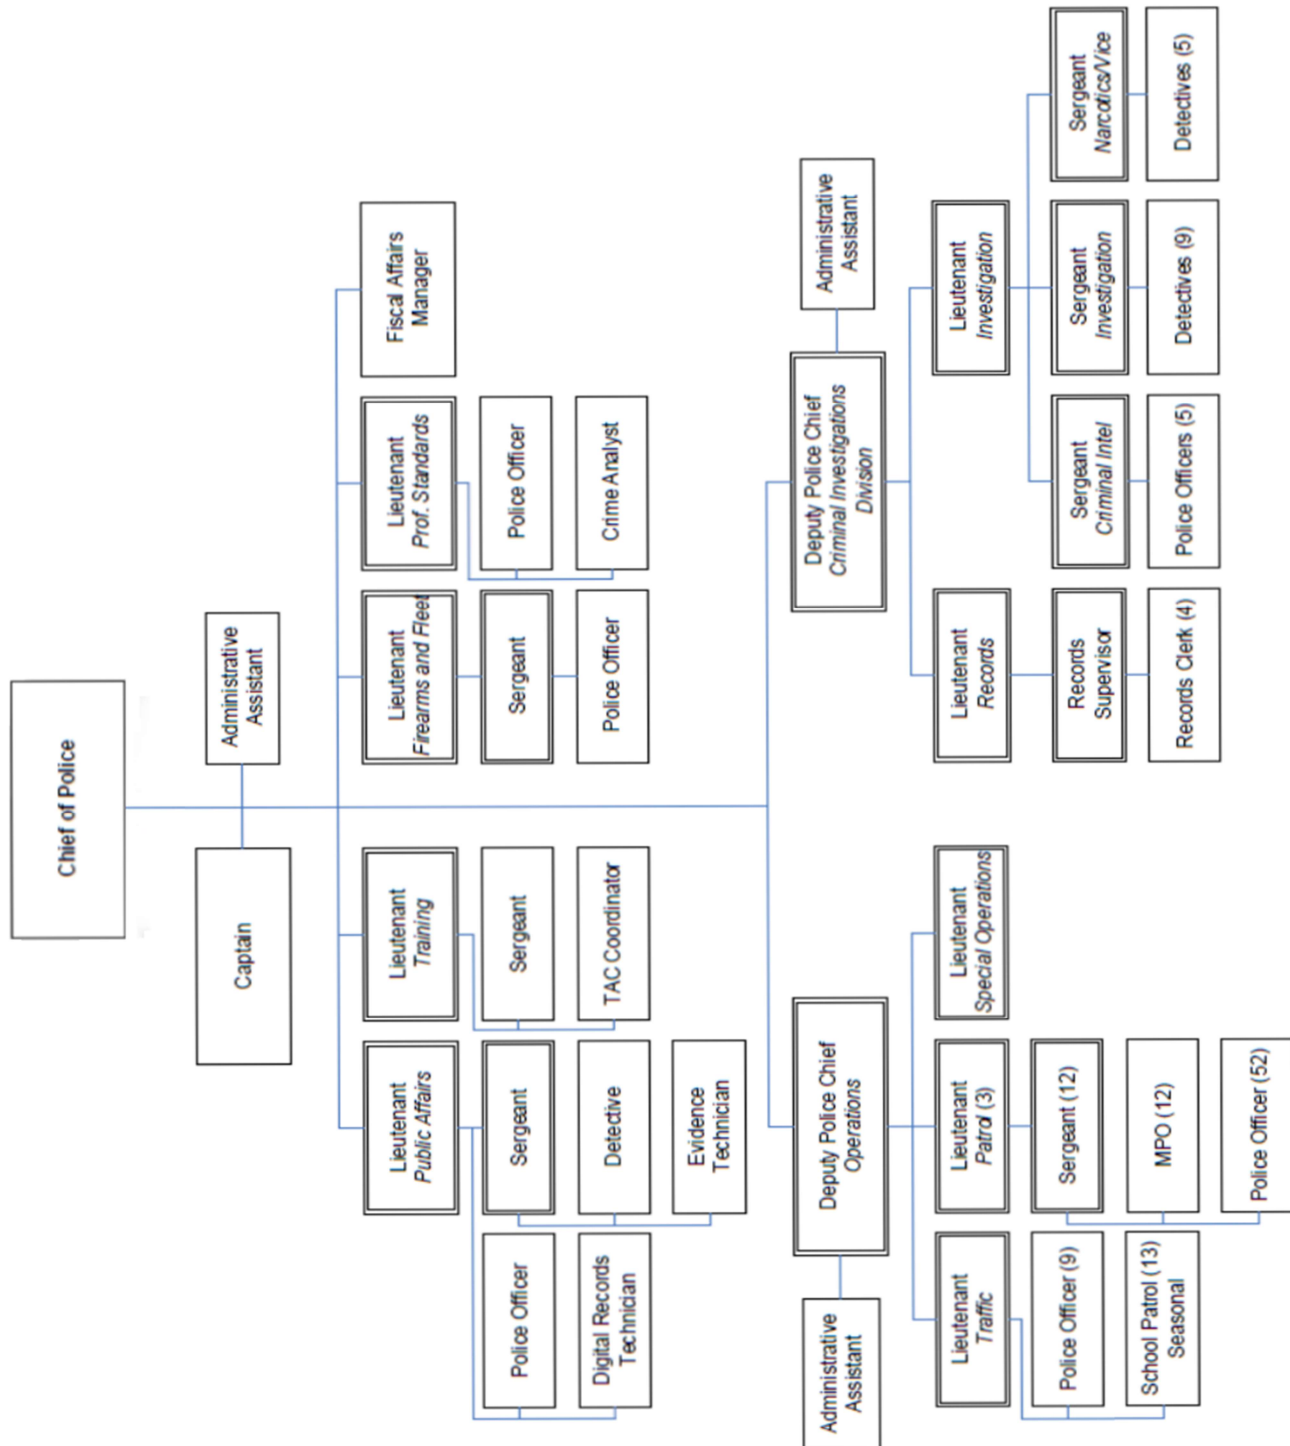 Chief of Police
Captain
Administrative
Assistant
Lieutenant
Public Affairs
Police Officer
Digital Records
Technician
Sergeant
Detective
Evidence
Technician
Lieutenant
Training
Sergeant
TAC Coordinator
Lieutenant
Firearms and Fleet
Sergeant
Police Officer
Lieutenant
Prof. Standards
Police Officer
Crime Analyst
Fiscal Affairs
Manager
Administrative
Assistant
Deputy Police Chief
Operations
Lieutenant
Traffic
Police Officer (9)
School Patrol (13)
Seasonal
Lieutenant
Patrol (3)
Sergeant (12)
MPO (12)
Police Officer (52)
Lieutenant
Special Operations
Deputy Police Chief
Criminal Investigations
Division
Administrative
Assistant
Lieutenant
Records
Records
Supervisor
Records Clerk (4)
Lieutenant
Investigation
Sergeant
Criminal Intel
Police Officers (5)
Sergeant
Investigation
Detectives (9)
Sergeant
Narcotics/Vice
Detectives (5)